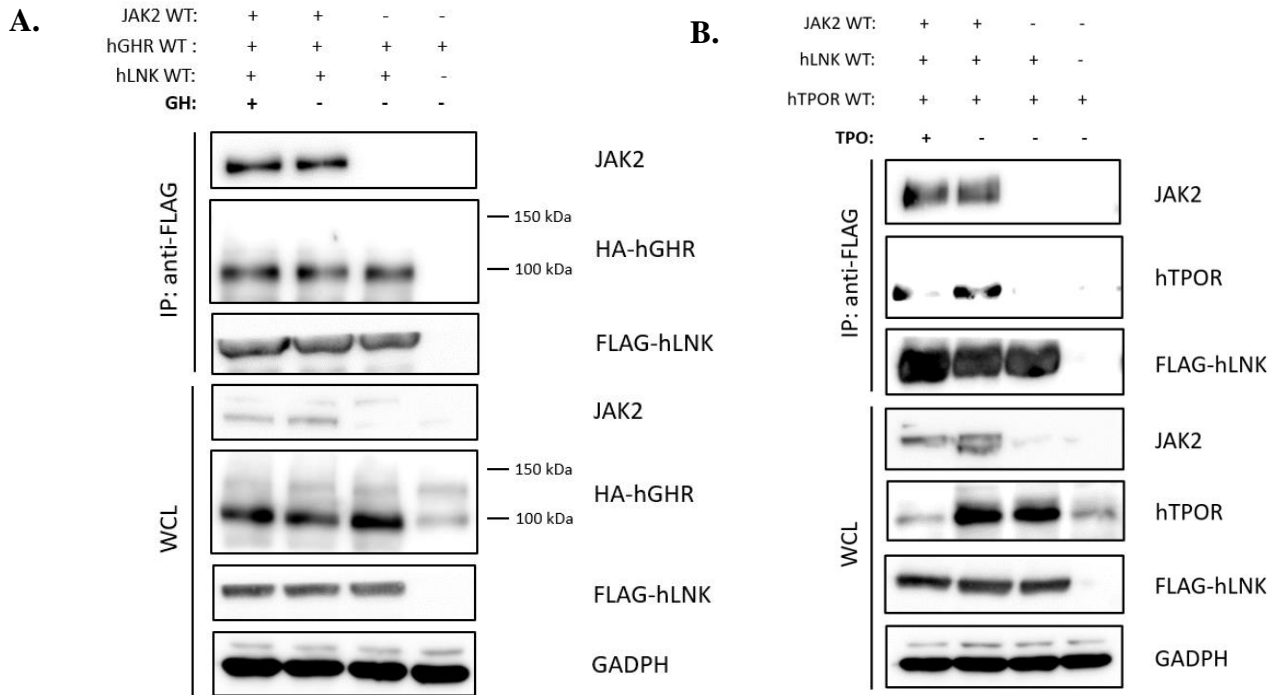 A.
JAK2 WT: + + - -
hGHR WT : + + + +
hLNK WT: + + + -
GH: + - - -
IP: anti-FLAG
JAK2
150 kDa
HA-hGHR
100 kDa
FLAG-hLNK
WCL
JAK2
150 kDa
HA-hGHR
100 kDa
FLAG-hLNK
GADPH
B.
JAK2 WT: + + - -
hLNK WT: + + + -
hTPOR WT: + + + +
TPO: + - - -
IP: anti-FLAG
JAK2
hTPOR
FLAG-hLNK
WCL
JAK2
hTPOR
FLAG-hLNK
GADPH